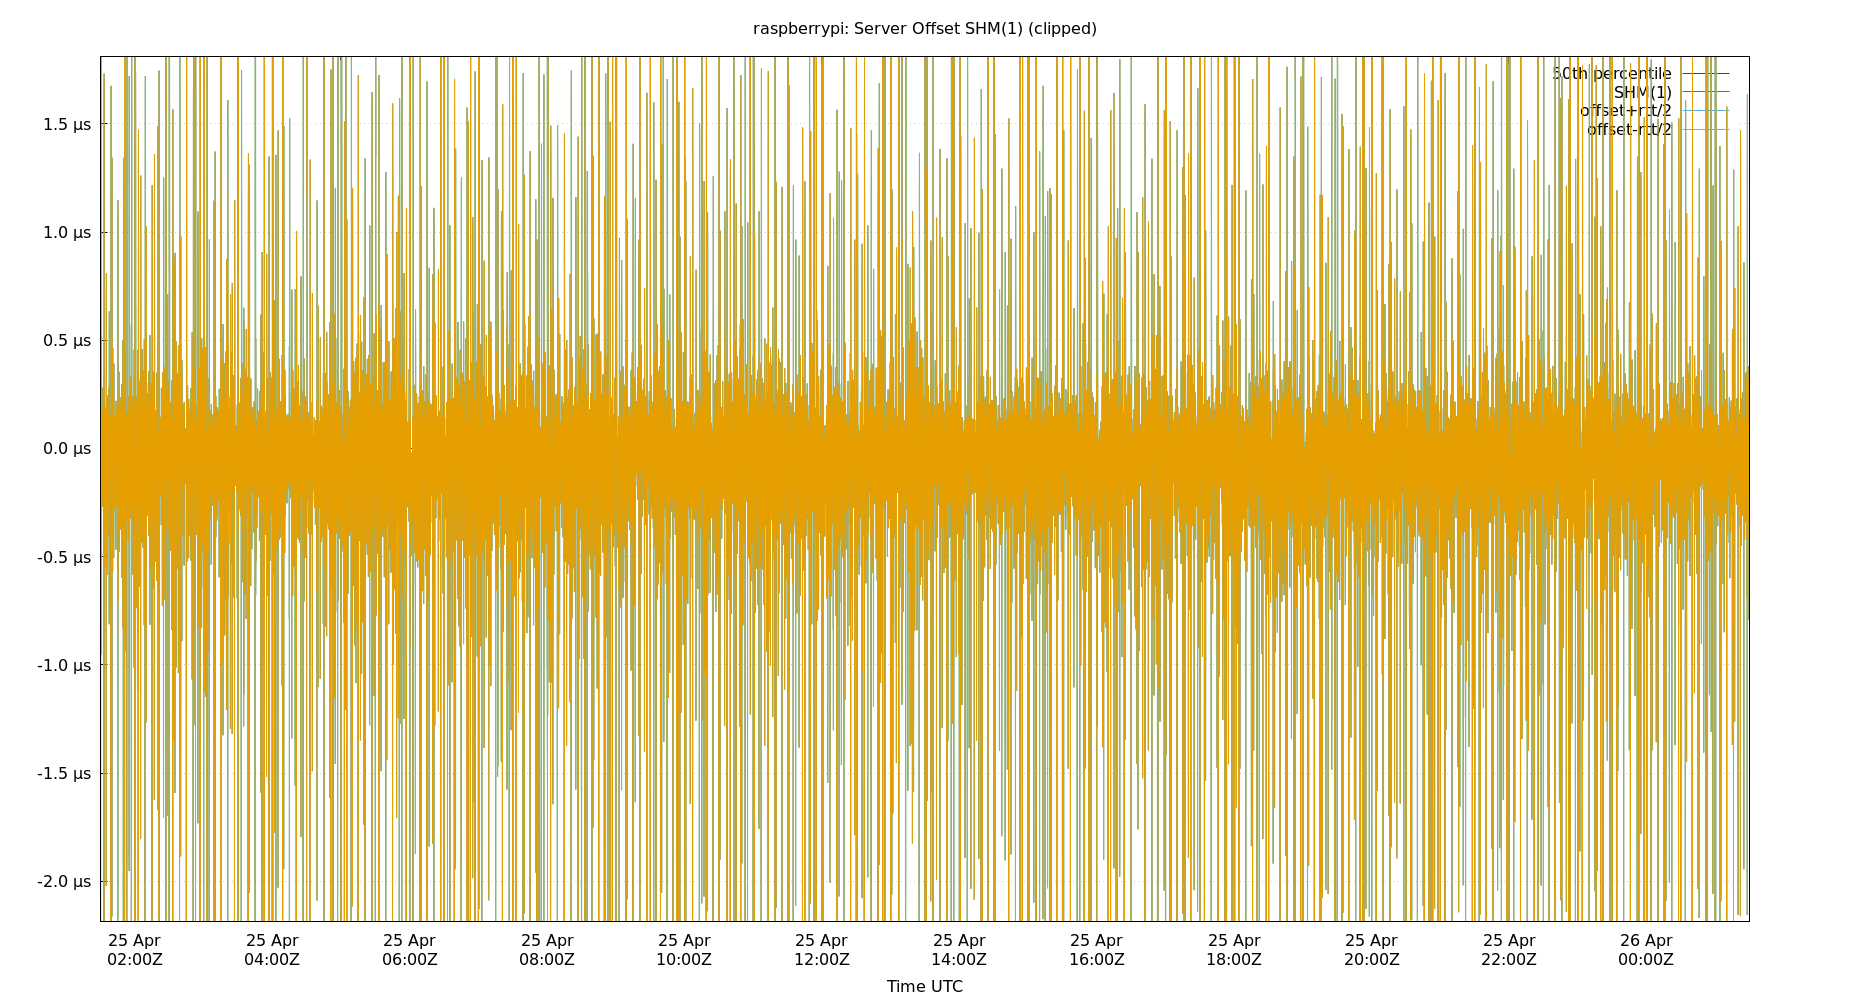 raspberrypi: Server Offset SHM(1) (clipped)
50th percentile
SHM(1)
offset+rtt/2
offset-rtt/2
1.5 µs
1.0 µs
0.5 µs
0.0 µs
-0.5 µs
-1.0 µs
-1.5 µs
-2.0 µs
25 Apr 25 Apr 25 Apr 25 Apr 25 Apr 25 Apr 25 Apr 25 Apr 25 Apr 25 Apr 25 Apr 26 Apr
02:00Z 04:00Z 06:00Z 08:00Z 10:00Z 12:00Z 14:00Z 16:00Z 18:00Z 20:00Z 22:00Z 00:00Z
Time UTC